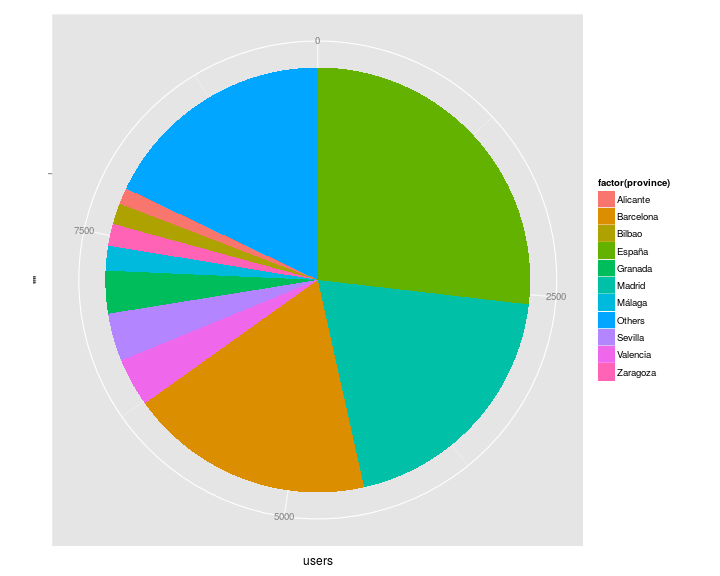 0
2500
5000
7500
users
factor(province)
Alicante
Barcelona
Bilbao
España
Granada
Madrid
Málaga
Others
Sevilla
Valencia
Zaragoza